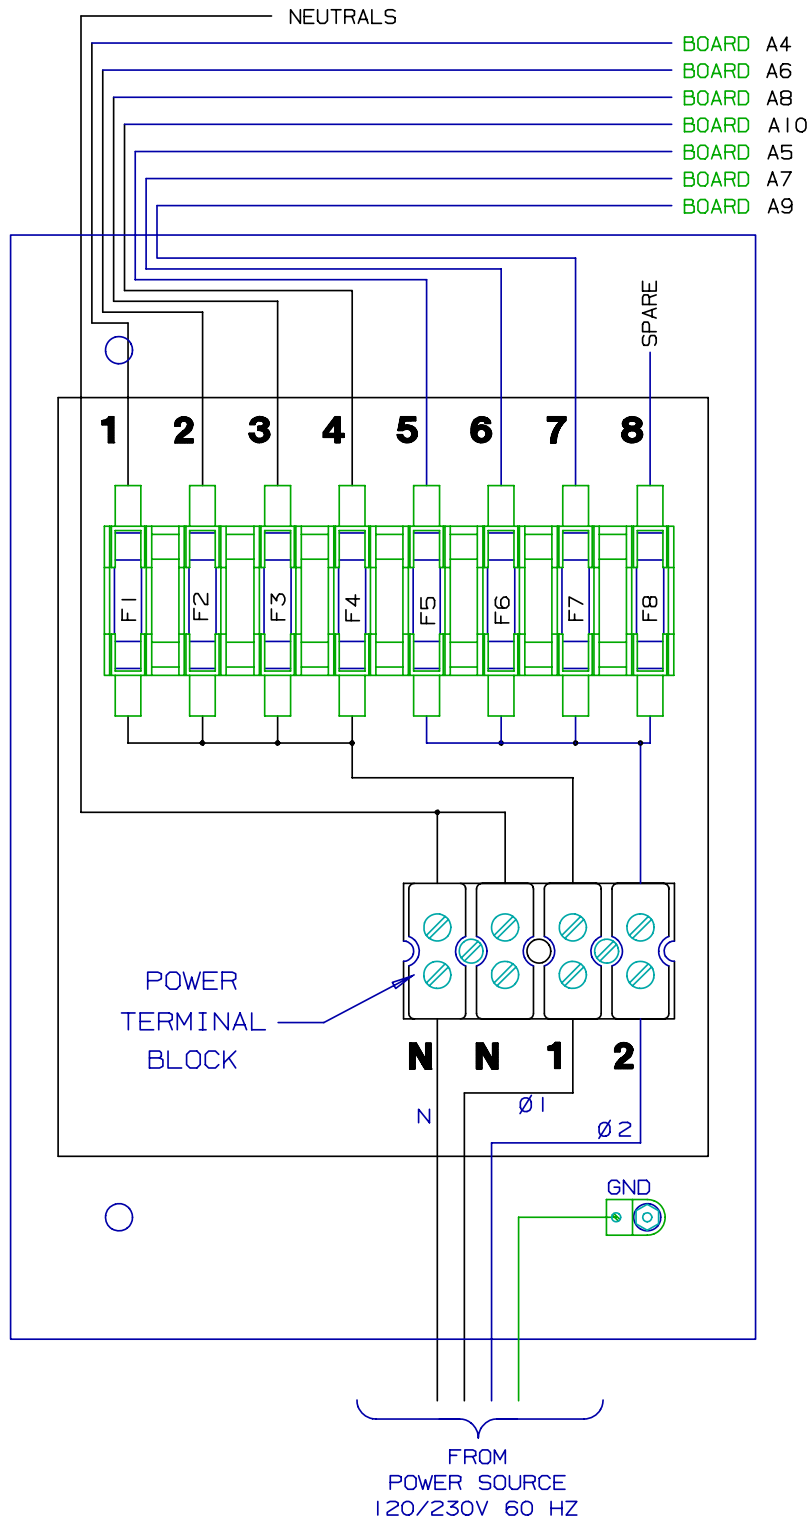 NEUTRALS
BOARD A4
BOARD A6
BOARD A8
BOARD A10
BOARD A5
BOARD A7
BOARD A9
SPARE
1 2 3 4 5 6 7 8
F1 F2 F3 F4 F5 F6 F7 F8
POWER
TERMINAL
BLOCK
N N 1 2
N
Ø1
Ø2
GND
FROM
POWER SOURCE
120/230V 60 HZ